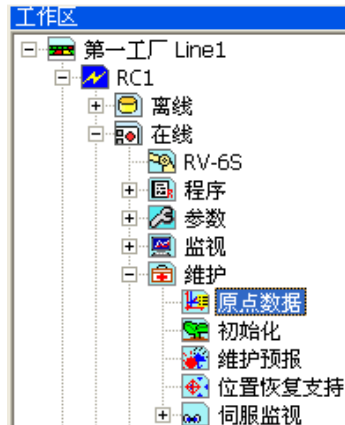 工作区
第一工厂 Line1
RC1
离线
在线
RV-6S
程序
参数
监视
维护
原点数据
初始化
维护预报
位置恢复支持
伺服监视